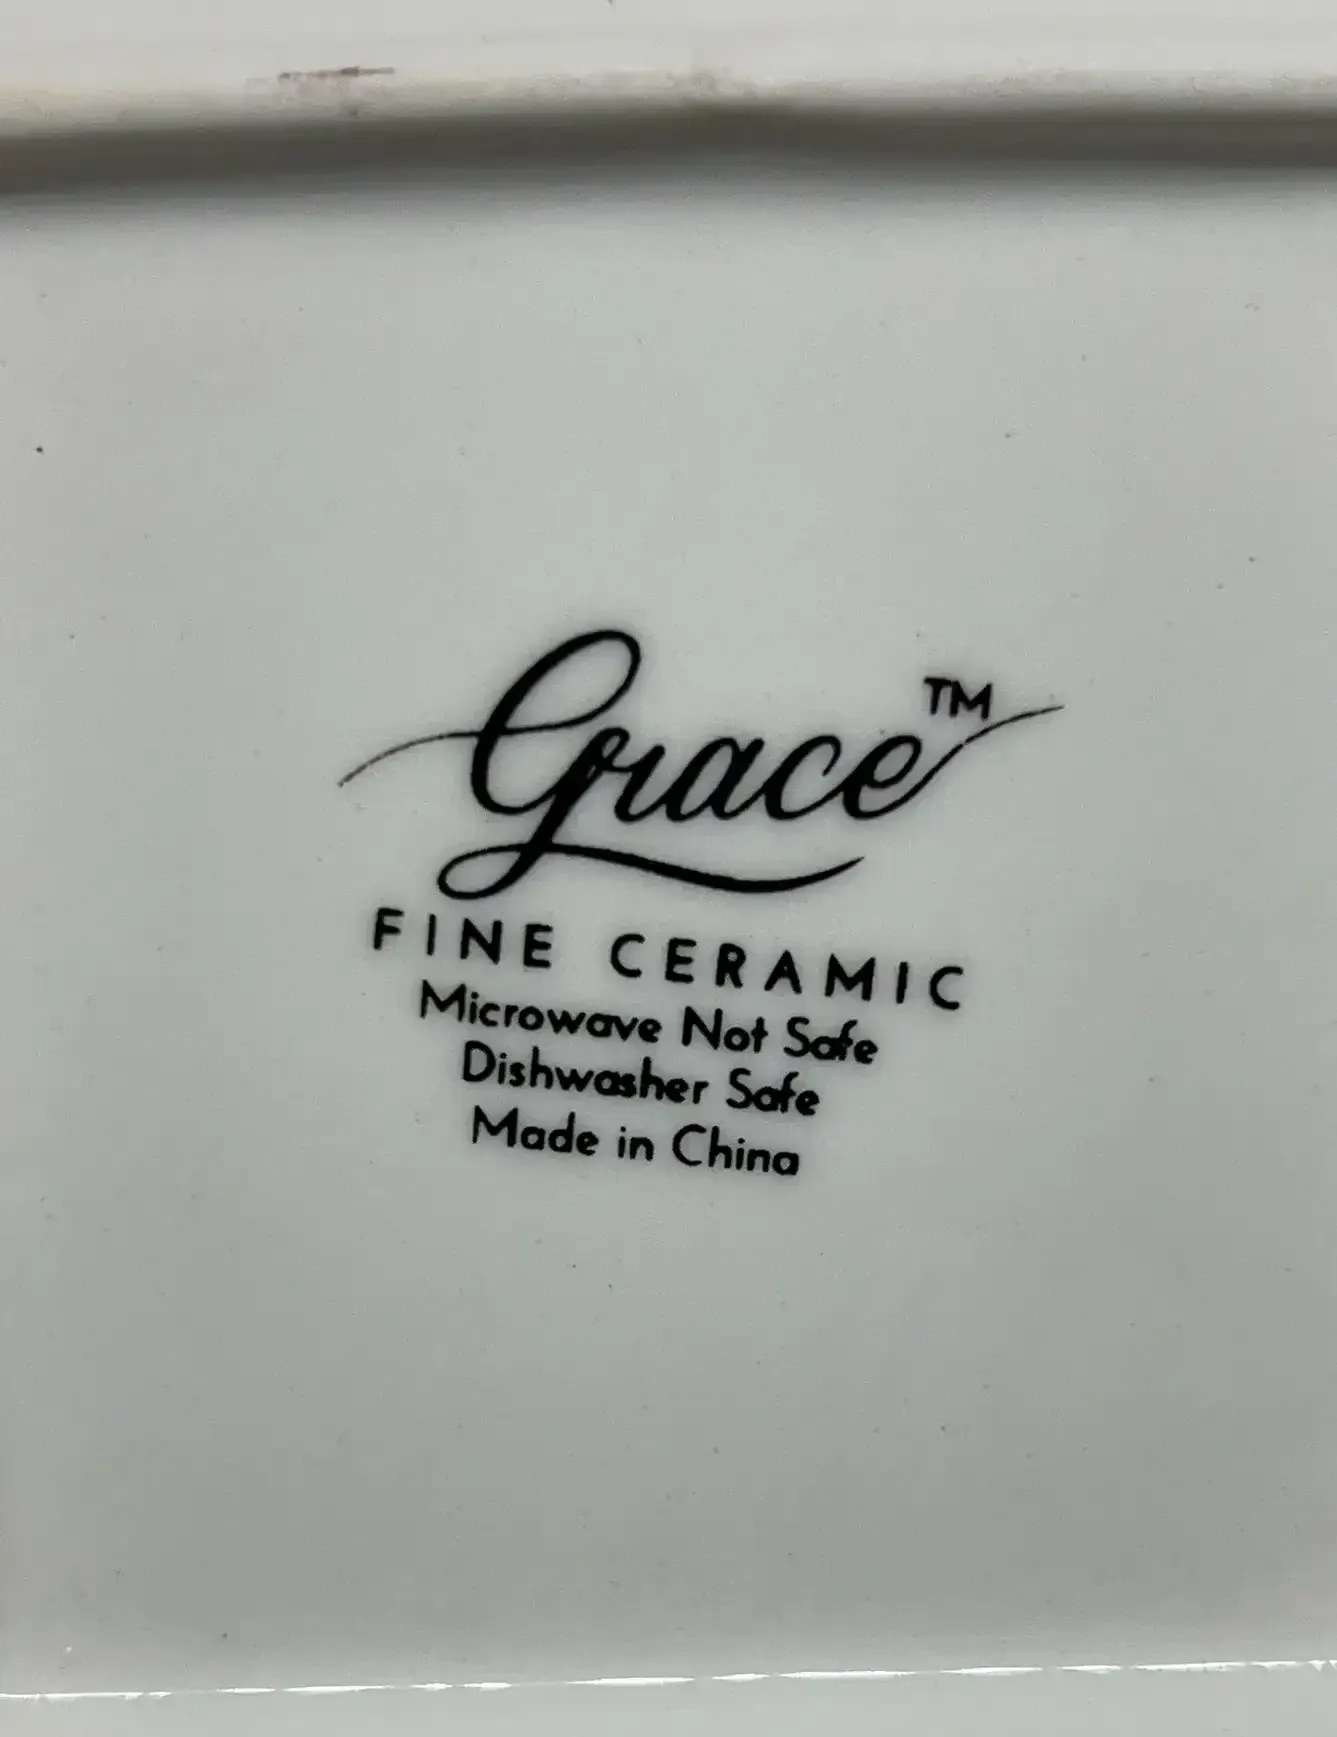 Grace™
FINE CERAMIC
Microwave Not Safe
Dishwasher Safe
Made in China